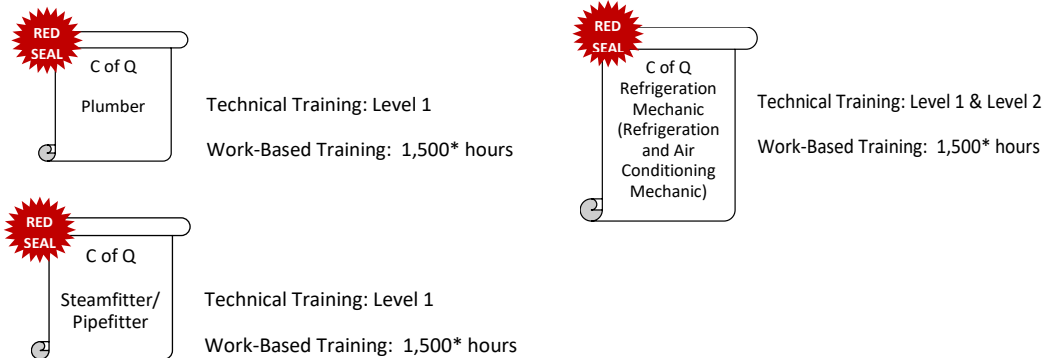 RED
SEAL
C of Q
Plumber
Technical Training: Level 1
Work-Based Training: 1,500* hours
RED
SEAL
C of Q
Refrigeration
Mechanic
(Refrigeration
and Air
Conditioning
Mechanic)
Technical Training: Level 1 & Level 2
Work-Based Training: 1,500* hours
RED
SEAL
C of Q
Steamfitter/
Pipefitter
Technical Training: Level 1
Work-Based Training: 1,500* hours